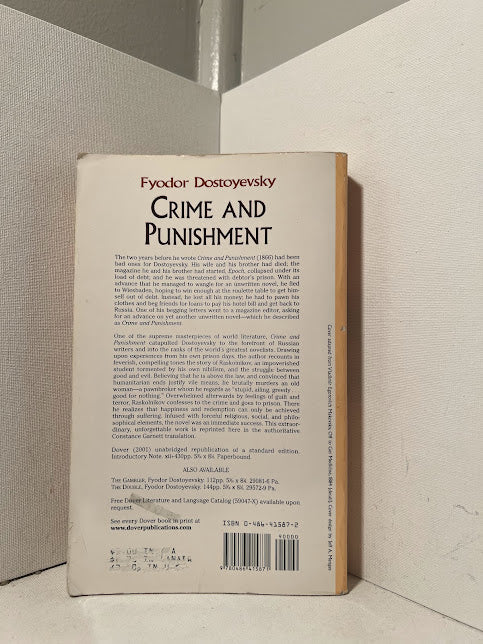 Fyodor Dostoyevsky
CRIME AND
PUNISHMENT
The two years before he wrote Crime and Punishment (1866) had been
bad ones for Dostoyevsky. His wife and his brother had died; the
magazine he and his brother had started, Epoch, collapsed under its
load of debt; and he was threatened with debtor's prison. With an
advance that he managed to wangle for an unwritten novel, he fled
to Wiesbaden, hoping to win enough at the roulette table to get him-
self out of debt. Instead, he lost all his money; he had to pawn his
clothes and beg friends for loans to pay his hotel bill and get back to
Russia. One of his begging letters went to a magazine editor, asking
for an advance on yet another unwritten novel—which he described
as Crime and Punishment.
One of the supreme masterpieces of world literature, Crime and
Punishment catapulted Dostoyevsky to the forefront of Russian
writers and into the ranks of the world's greatest novelists. Drawing
upon experiences from his own prison days, the author recounts in
feverish, compelling tones the story of Raskolnikov, an impoverished
student tormented by his own nihilism, and the struggle between
good and evil. Believing that he is above the law, and convinced that
humanitarian ends justify vile means, he brutally murders an old
woman—a pawnbroker whom he regards as "stupid, ailing, greedy . . .
good for nothing." Overwhelmed afterwards by feelings of guilt and
terror, Raskolnikov confesses to the crime and goes to prison. There
he realizes that happiness and redemption can only be achieved
through suffering. Infused with forceful religious, social, and philo-
sophical elements, the novel was an immediate success. This extraor-
dinary, unforgettable work is reprinted here in the authoritative
Constance Garnett translation.
Dover (2001) unabridged republication of a standard edition.
Introductory Note. xii+430pp. 5⅜ x 8¼. Paperbound.
ALSO AVAILABLE
THE GAMBLER, Fyodor Dostoyevsky. 112pp. 5⅜ x 8¼. 29081-6 Pa.
THE DOUBLE, Fyodor Dostoyevsky. 144pp. 5⅜ x 8¼. 29572-9 Pa.
Free Dover Literature and Language Catalog (59047-X) available upon
request.
See every Dover book in print at
www.doverpublications.com
ISBN 0-486-41587-2
90000
9 780486 415871
IN USA
IN CANADA
Cover design by Jeff A. Menges